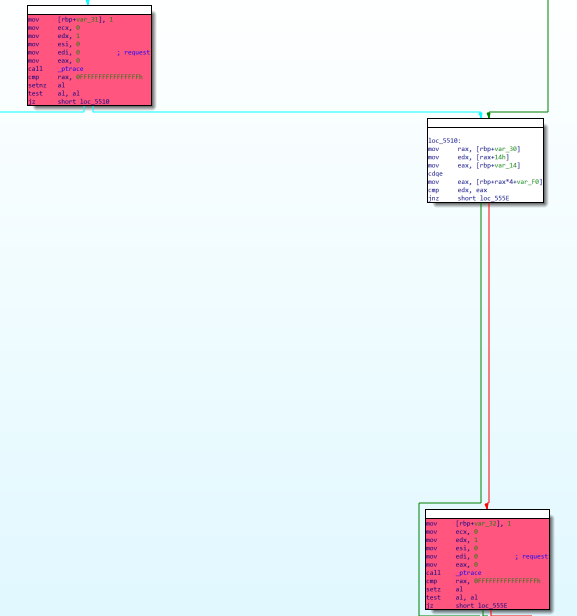 mov [rbp+var_31], 1
mov ecx, 0
mov edx, 1
mov esi, 0
mov edi, 0 ; request
mov eax, 0
call _ptrace
cmp rax, 0FFFFFFFFFFFFFFFFh
setnz al
test al, al
jz short loc_5510
loc_5510:
mov rax, [rbp+var_30]
mov edx, [rax+14h]
mov eax, [rbp+var_14]
cdqe
mov eax, [rbp+rax*4+var_F0]
cmp edx, eax
jnz short loc_555E
mov [rbp+var_32], 1
mov ecx, 0
mov edx, 1
mov esi, 0
mov edi, 0 ; request
mov eax, 0
call _ptrace
cmp rax, 0FFFFFFFFFFFFFFFFh
setz al
test al, al
jz short loc_555E